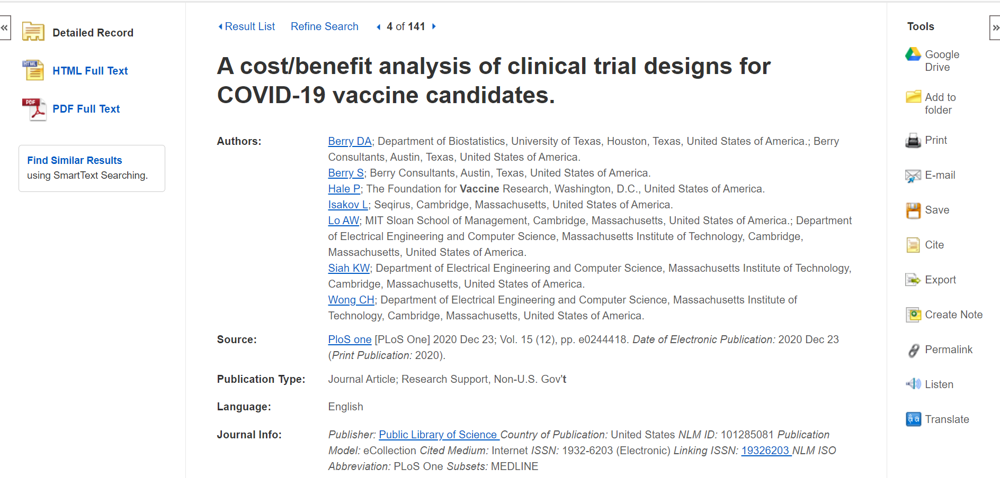 «
Detailed Record
HTML
HTML Full Text
PDF
PDF Full Text
Find Similar Results
using SmartText Searching.
Result List Refine Search 4 of 141
A cost/benefit analysis of clinical trial designs for
COVID-19 vaccine candidates.
Authors:
Berry DA; Department of Biostatistics, University of Texas, Houston, Texas, United States of America.; Berry
Consultants, Austin, Texas, United States of America.
Berry S; Berry Consultants, Austin, Texas, United States of America.
Hale P; The Foundation for Vaccine Research, Washington, D.C., United States of America.
Isakov L; Seqirus, Cambridge, Massachusetts, United States of America.
Lo AW; MIT Sloan School of Management, Cambridge, Massachusetts, United States of America.; Department
of Electrical Engineering and Computer Science, Massachusetts Institute of Technology, Cambridge,
Massachusetts, United States of America.
Siah KW; Department of Electrical Engineering and Computer Science, Massachusetts Institute of Technology,
Cambridge, Massachusetts, United States of America.
Wong CH; Department of Electrical Engineering and Computer Science, Massachusetts Institute of
Technology, Cambridge, Massachusetts, United States of America.
Source:
PloS one [PLoS One] 2020 Dec 23; Vol. 15 (12), pp. e0244418. Date of Electronic Publication: 2020 Dec 23
(Print Publication: 2020).
Publication Type:
Journal Article; Research Support, Non-U.S. Gov't
Language:
English
Journal Info:
Publisher: Public Library of Science Country of Publication: United States NLM ID: 101285081 Publication
Model: eCollection Cited Medium: Internet ISSN: 1932-6203 (Electronic) Linking ISSN: 19326203 NLM ISO
Abbreviation: PLoS One Subsets: MEDLINE
Tools
»
Google
Drive
Add to
folder
Print
E-mail
Save
Cite
Export
Create Note
Permalink
Listen
Translate